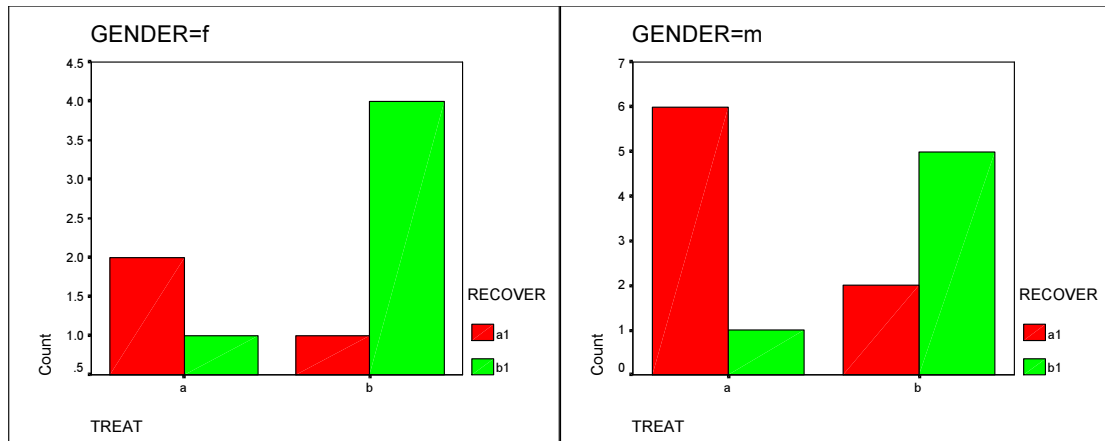 GENDER=f
4.5
4.0
3.5
3.0
2.5
2.0
1.5
1.0
.5
Count
a
b
TREAT
RECOVER
a1
b1
GENDER=m
7
6
5
4
3
2
1
0
Count
a
b
TREAT
RECOVER
a1
b1